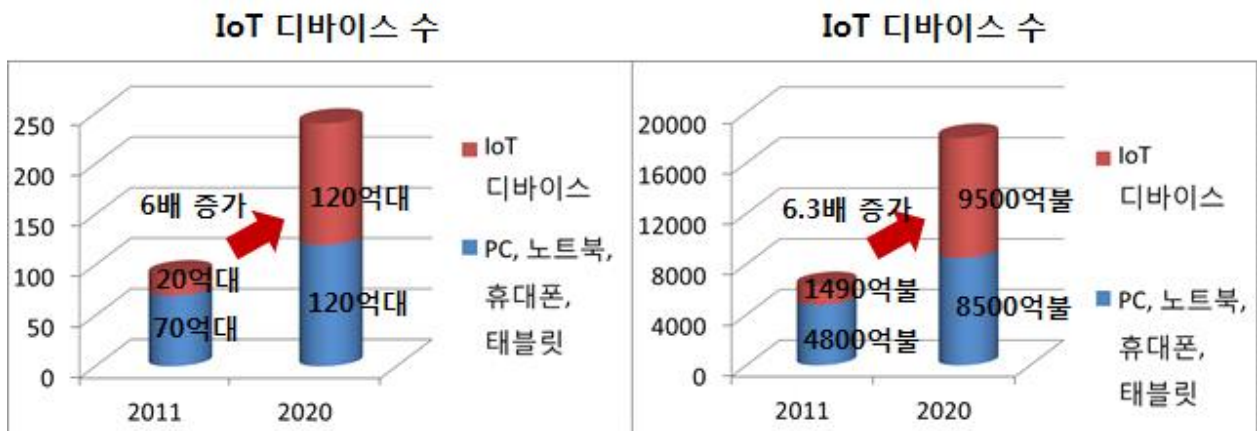 IoT 디바이스 수
250
200
150
100
50
0
6배 증가
120억대
20억대
120억대
70억대
2011
2020
IoT
디바이스
PC, 노트북,
휴대폰,
태블릿
IoT 디바이스 수
20000
16000
12000
8000
4000
0
6.3배 증가
9500억불
1490억불
8500억불
4800억불
2011
2020
IoT
디바이스
PC, 노트북,
휴대폰,
태블릿